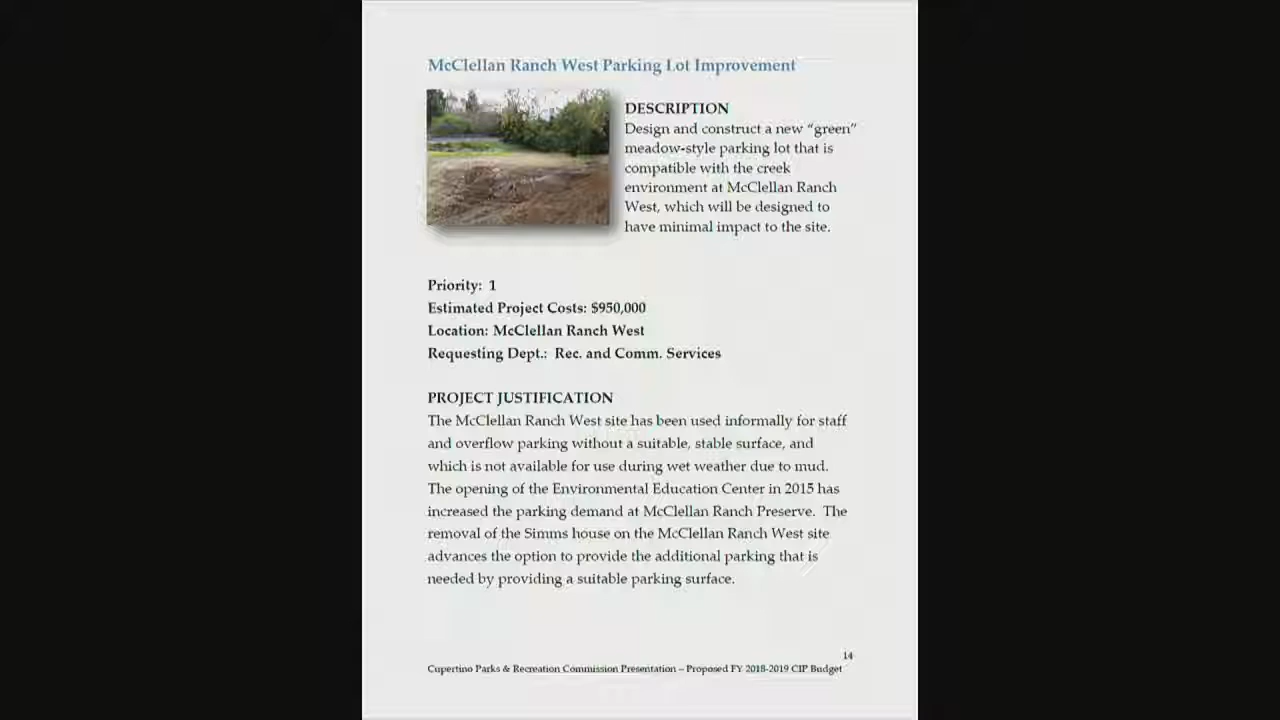 McClellan Ranch West Parking Lot Improvement
DESCRIPTION
Design and construct a new “green”
meadow-style parking lot that is
compatible with the creek
environment at McClellan Ranch
West, which will be designed to
have minimal impact to the site.
Priority: 1
Estimated Project Costs: $950,000
Location: McClellan Ranch West
Requesting Dept.: Rec. and Comm. Services
PROJECT JUSTIFICATION
The McClellan Ranch West site has been used informally for staff
and overflow parking without a suitable, stable surface, and
which is not available for use during wet weather due to mud.
The opening of the Environmental Education Center in 2015 has
increased the parking demand at McClellan Ranch Preserve. The
removal of the Simms house on the McClellan Ranch West site
advances the option to provide the additional parking that is
needed by providing a suitable parking surface.
14
Cupertino Parks & Recreation Commission Presentation – Proposed FY 2018-2019 CIP Budget